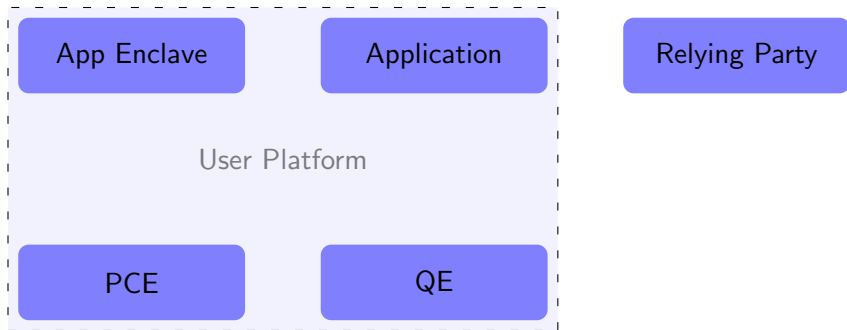 App Enclave
Application
Relying Party
User Platform
PCE
QE